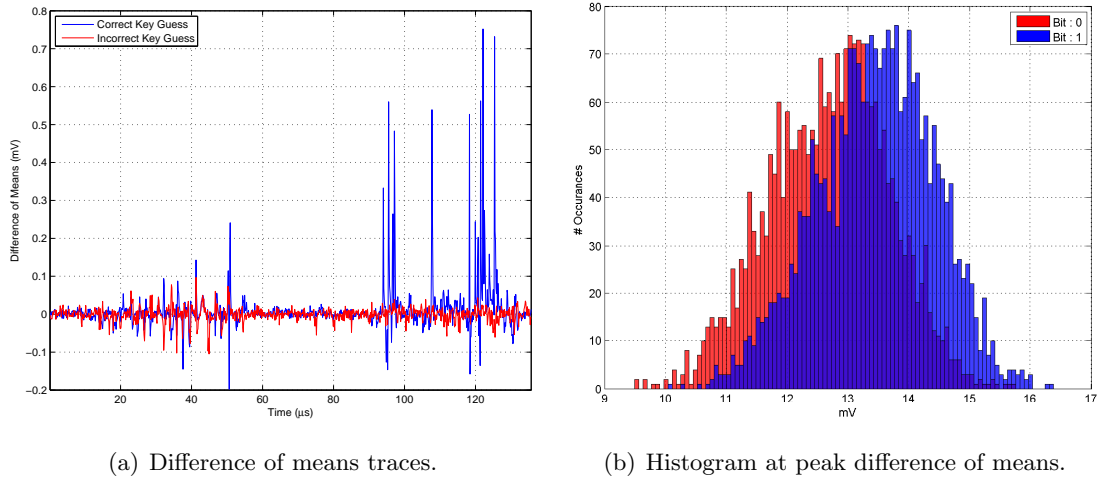 Correct Key Guess
Incorrect Key Guess
0.8
0.7
0.6
0.5
0.4
0.3
0.2
0.1
0
−0.1
−0.2
Difference of Means (mV)
20 40 60 80 100 120
Time (µs)
Bit : 0
Bit : 1
80
70
60
50
40
30
20
10
0
# Occurances
9 10 11 12 13 14 15 16 17
mV
(a) Difference of means traces.
(b) Histogram at peak difference of means.